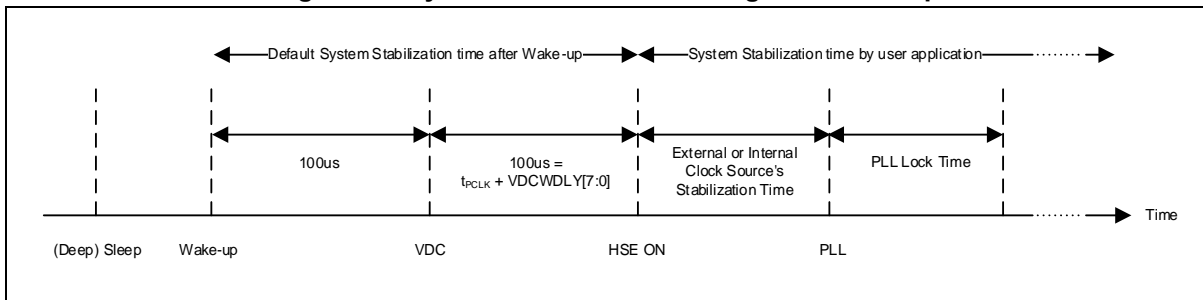 Default System Stabilization time after Wake-up
System Stabilization time by user application
100us
100us =
tPCLK + VDCWDLY[7:0]
External or Internal
Clock Source's
Stabilization Time
PLL Lock Time
Time
(Deep) Sleep
Wake-up
VDC
HSE ON
PLL